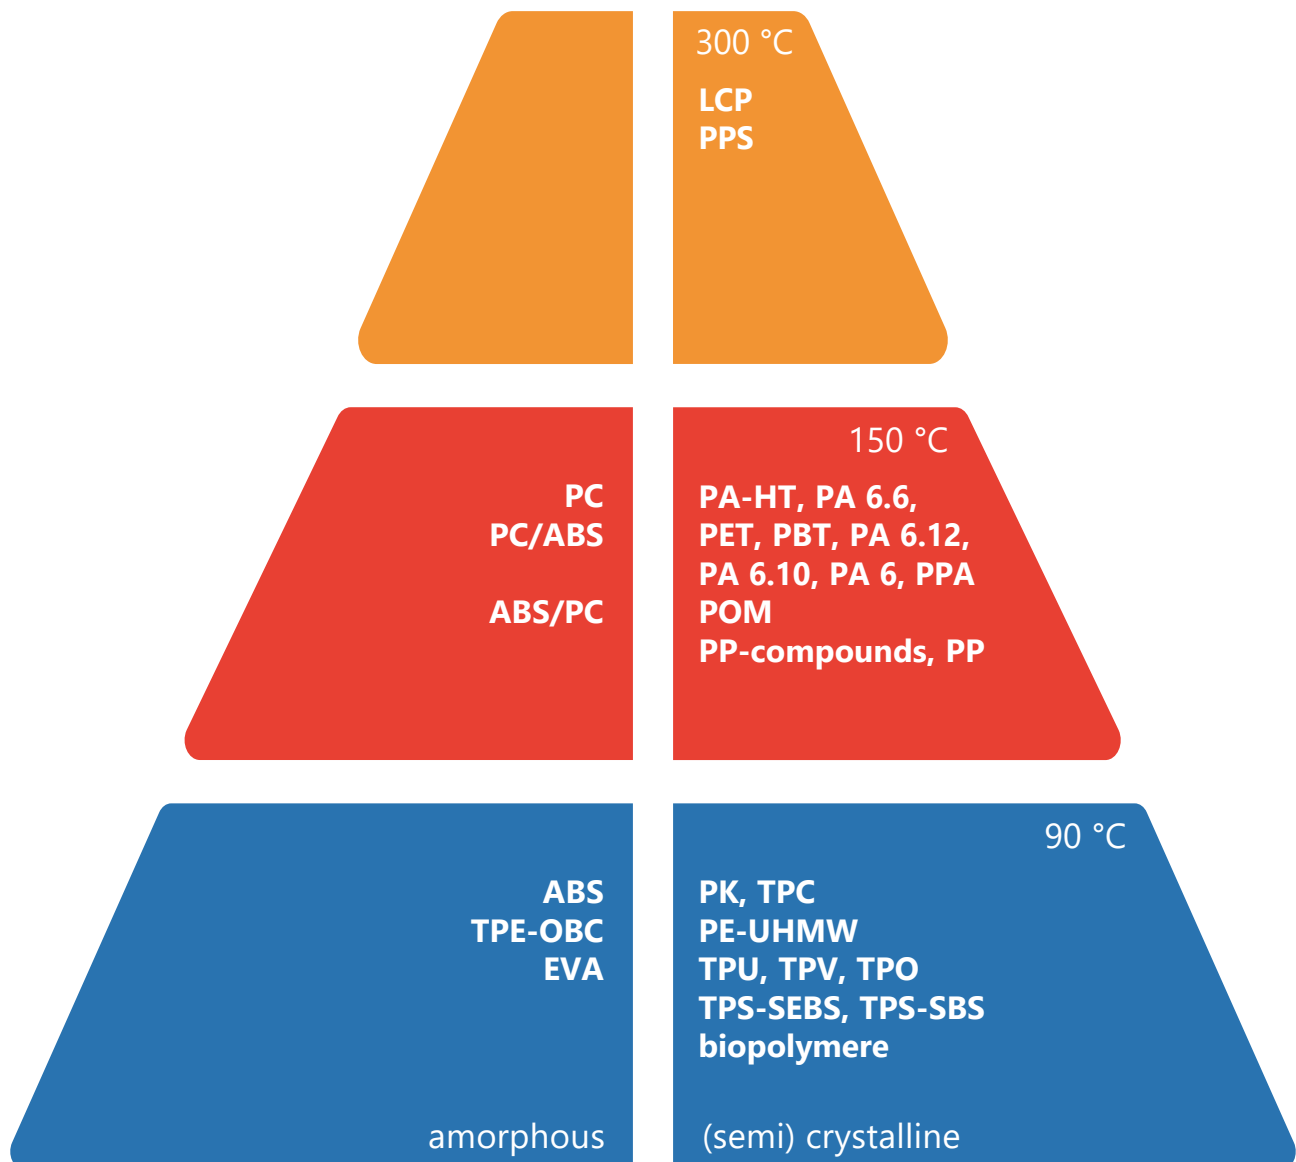 300 °C
LCP
PPS
150 °C
PC
PC/ABS
ABS/PC
PA-HT, PA 6.6,
PET, PBT, PA 6.12,
PA 6.10, PA 6, PPA
POM
PP-compounds, PP
90 °C
ABS
TPE-OBC
EVA
PK, TPC
PE-UHMW
TPU, TPV, TPO
TPS-SEBS, TPS-SBS
biopolymere
amorphous
(semi) crystalline